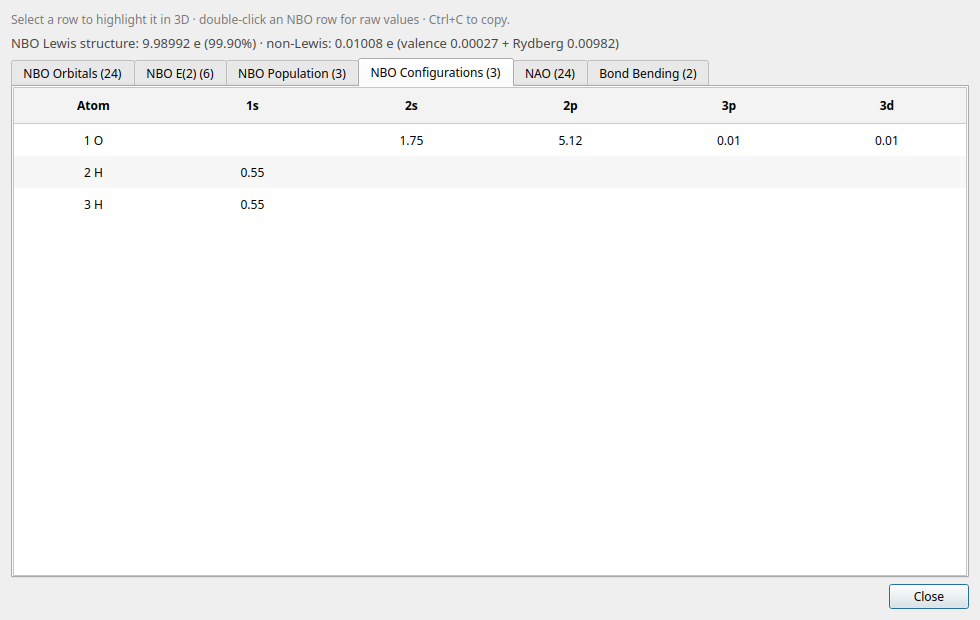 Select a row to highlight it in 3D · double-click an NBO row for raw values · Ctrl+C to copy.
NBO Lewis structure: 9.98992 e (99.90%) · non-Lewis: 0.01008 e (valence 0.00027 + Rydberg 0.00982)
NBO Orbitals (24) NBO E(2) (6) NBO Population (3) NBO Configurations (3) NAO (24) Bond Bending (2)
Atom 1s 2s 2p 3p 3d
1 O 1.75 5.12 0.01 0.01
2 H 0.55
3 H 0.55
Close